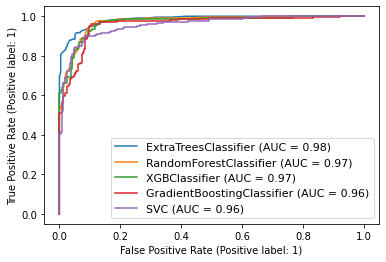 1.0
0.8
0.6
0.4
0.2
0.0
True Positive Rate (Positive label: 1)
ExtraTreesClassifier (AUC = 0.98)
RandomForestClassifier (AUC = 0.97)
XGBClassifier (AUC = 0.97)
GradientBoostingClassifier (AUC = 0.96)
SVC (AUC = 0.96)
0.0 0.2 0.4 0.6 0.8 1.0
False Positive Rate (Positive label: 1)